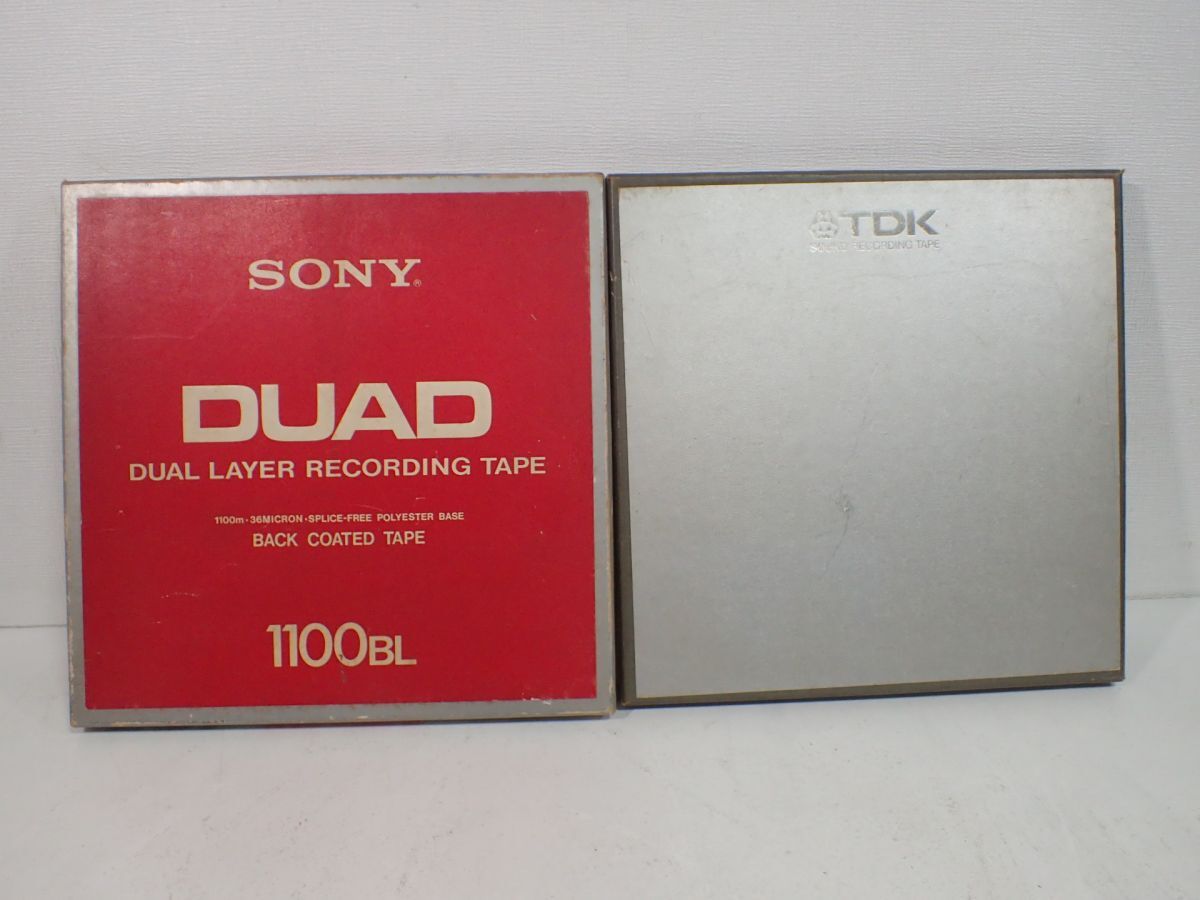 SONY®
DUAD
DUAL LAYER RECORDING TAPE
1100m·36MICRON·SPLICE-FREE POLYESTER BASE
BACK COATED TAPE
1100BL
TDK
RECORDING TAPE